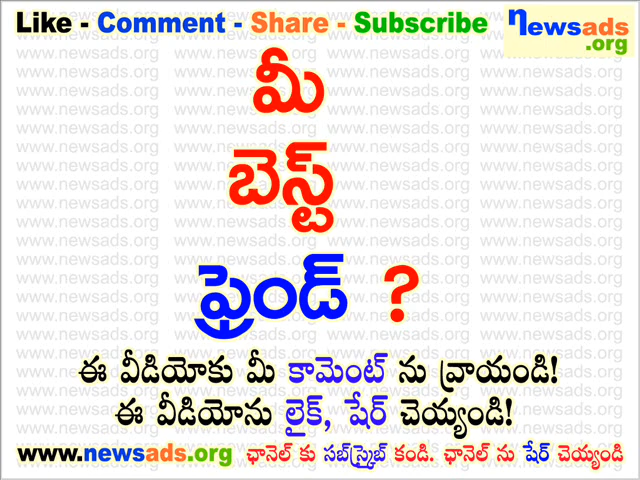 Like - Comment - Share - Subscribe
newsads
.org
మీ
బెస్ట్
ఫ్రెండ్ ?
ఈ వీడియోకు మీ కామెంట్ ను వ్రాయండి!
ఈ వీడియోను లైక్, షేర్ చెయ్యండి!
www.newsads.org ఛానెల్ కు సబ్‌స్క్రైబ్ కండి. ఛానెల్ ను షేర్ చెయ్యండి